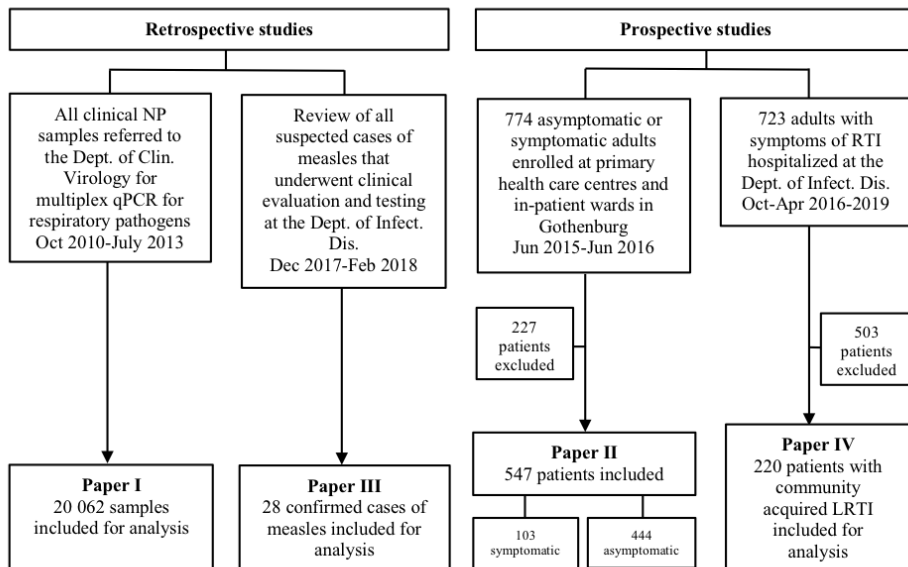 Retrospective studies
Prospective studies
All clinical NP
samples referred to
the Dept. of Clin.
Virology for
multiplex qPCR for
respiratory pathogens
Oct 2010-July 2013
Review of all
suspected cases of
measles that
underwent clinical
evaluation and testing
at the Dept. of Infect.
Dis.
Dec 2017-Feb 2018
774 asymptomatic or
symptomatic adults
enrolled at primary
health care centres and
in-patient wards in
Gothenburg
Jun 2015-Jun 2016
723 adults with
symptoms of RTI
hospitalized at the
Dept. of Infect. Dis.
Oct-Apr 2016-2019
227
patients
excluded
503
patients
excluded
Paper I
20 062 samples
included for analysis
Paper III
28 confirmed cases of
measles included for
analysis
Paper II
547 patients included
103
symptomatic
444
asymptomatic
Paper IV
220 patients with
community
acquired LRTI
included for
analysis